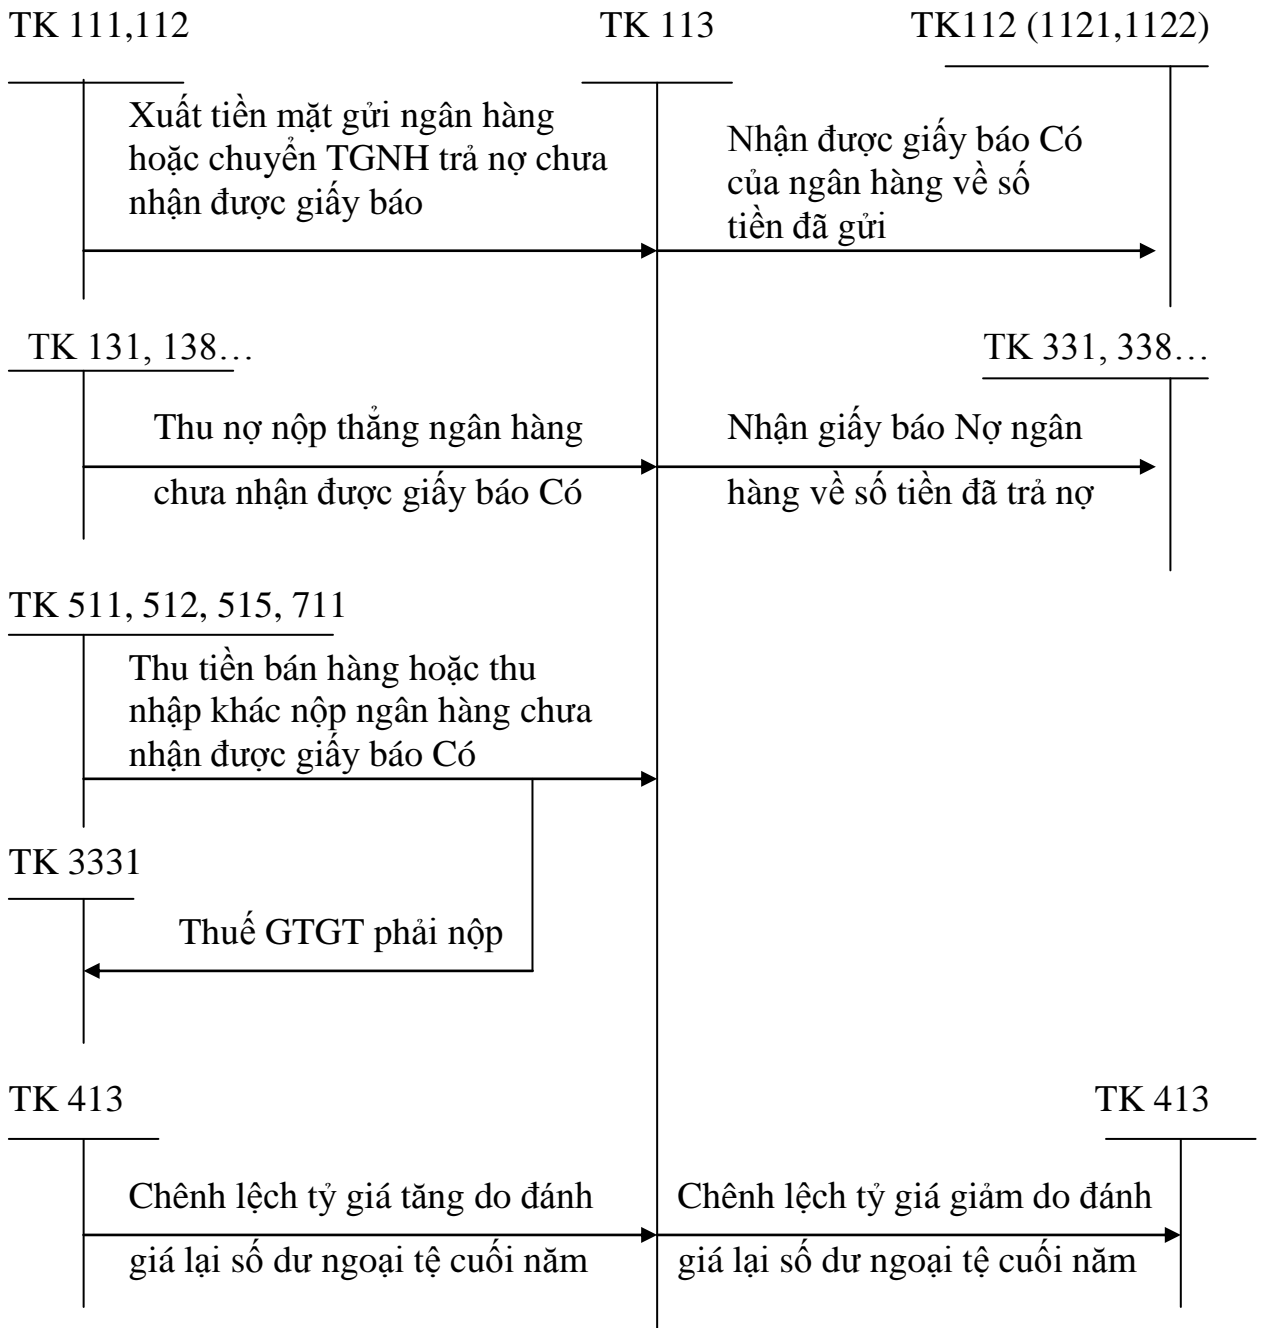 TK 111,112
TK 113
TK112 (1121,1122)
Xuất tiền mặt gửi ngân hàng
hoặc chuyển TGNH trả nợ chưa
nhận được giấy báo
Nhận được giấy báo Có
của ngân hàng về số
tiền đã gửi
TK 131, 138…
TK 331, 338…
Thu nợ nộp thẳng ngân hàng
chưa nhận được giấy báo Có
Nhận giấy báo Nợ ngân
hàng về số tiền đã trả nợ
TK 511, 512, 515, 711
Thu tiền bán hàng hoặc thu
nhập khác nộp ngân hàng chưa
nhận được giấy báo Có
TK 3331
Thuế GTGT phải nộp
TK 413
TK 413
Chênh lệch tỷ giá tăng do đánh
giá lại số dư ngoại tệ cuối năm
Chênh lệch tỷ giá giảm do đánh
giá lại số dư ngoại tệ cuối năm